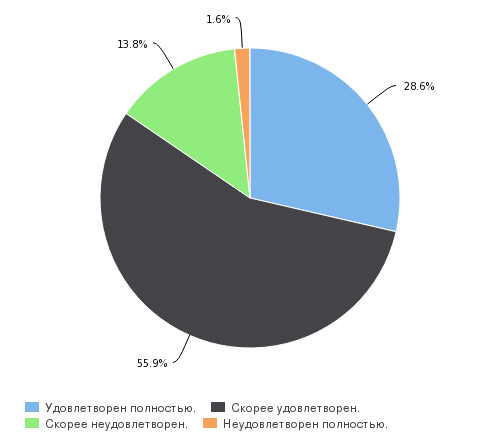 1.6%
13.8%
28.6%
55.9%
Удовлетворен полностью. Скорее удовлетворен.
Скорее неудовлетворен. Неудовлетворен полностью.